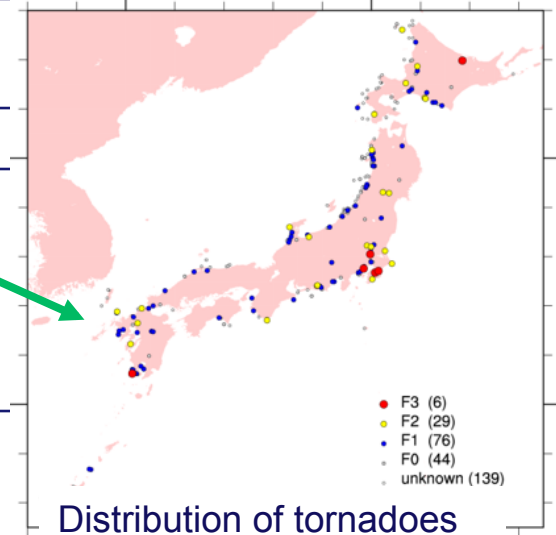 F3 (6)
F2 (29)
F1 (76)
F0 (44)
unknown (139)
Distribution of tornadoes